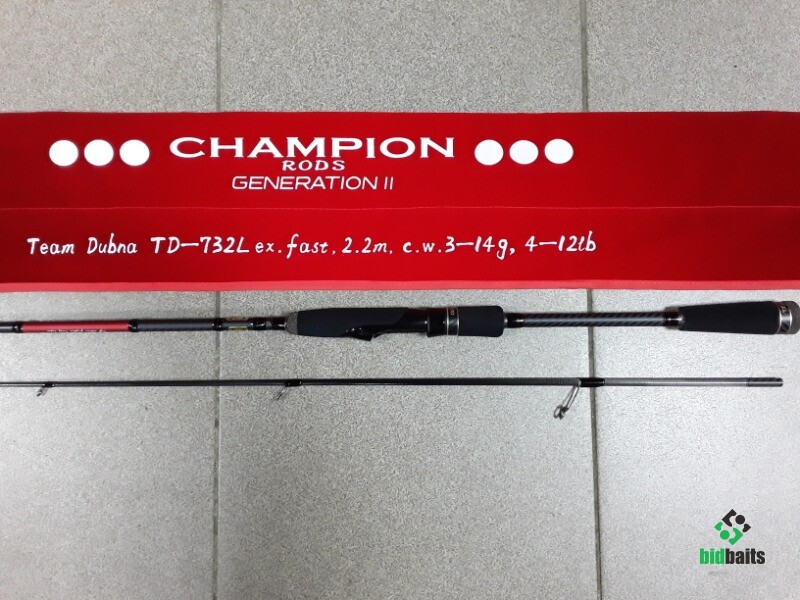 CHAMPION
RODS
GENERATION II
Team Dubna TD-732L ex.fast, 2.2m, c.w.3-14g, 4-12lb
bidbaits